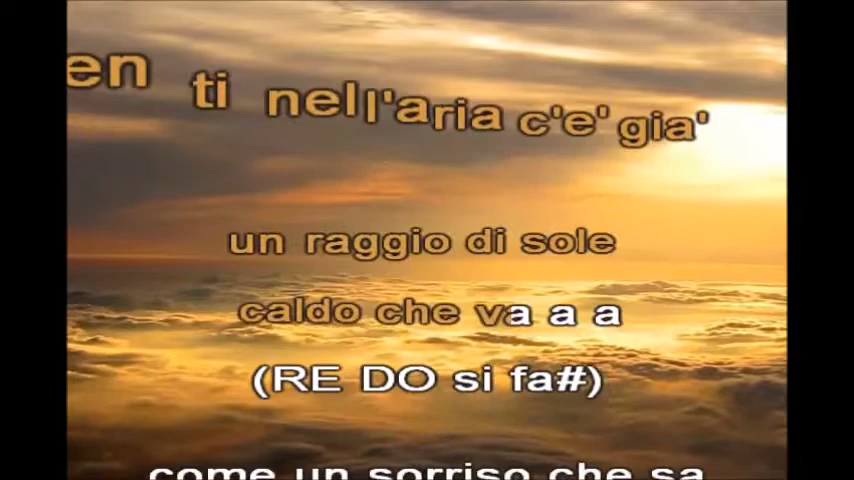 en ti nell'aria c'e' gia'
un raggio di sole
caldo che va a a
(RE DO si fa#)
come un sorriso che sa